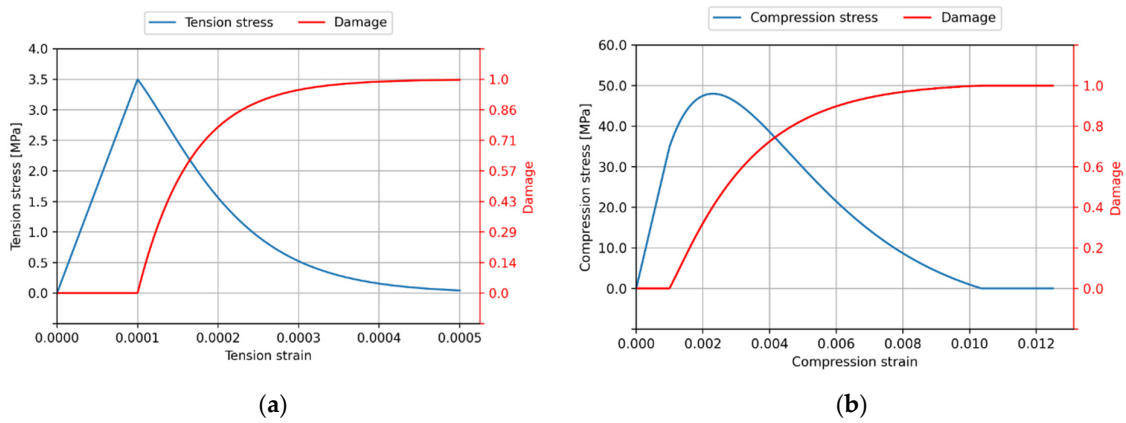 Tension stress Damage
4.0
3.5
3.0
2.5
2.0
1.5
1.0
0.5
0.0
Tension stress [MPa]
1.0
0.86
0.71
0.57
0.43
0.29
0.14
0.0
Damage
0.0000 0.0001 0.0002 0.0003 0.0004 0.0005
Tension strain
(a)
Compression stress Damage
60.0
50.0
40.0
30.0
20.0
10.0
0.0
Compression stress [MPa]
1.0
0.8
0.6
0.4
0.2
0.0
Damage
0.000 0.002 0.004 0.006 0.008 0.010 0.012
Compression strain
(b)